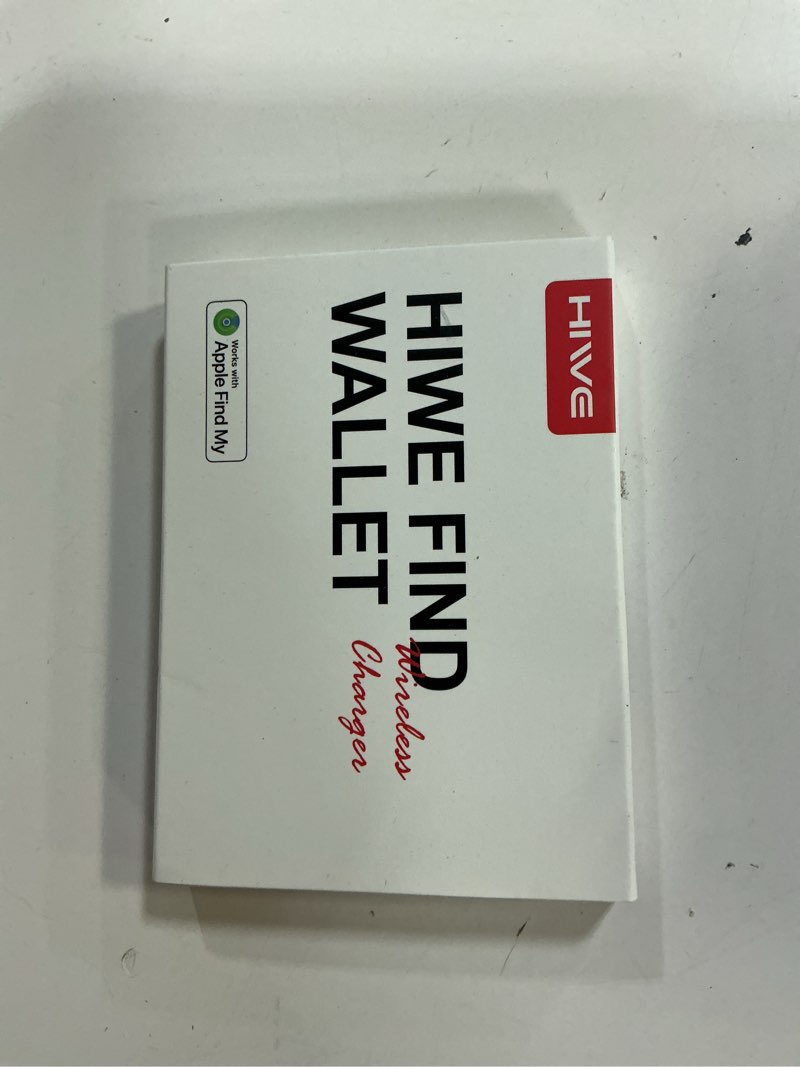 HIWE
HIWE FIND
WALLET
Wireless
Charger
Works with
Apple Find My